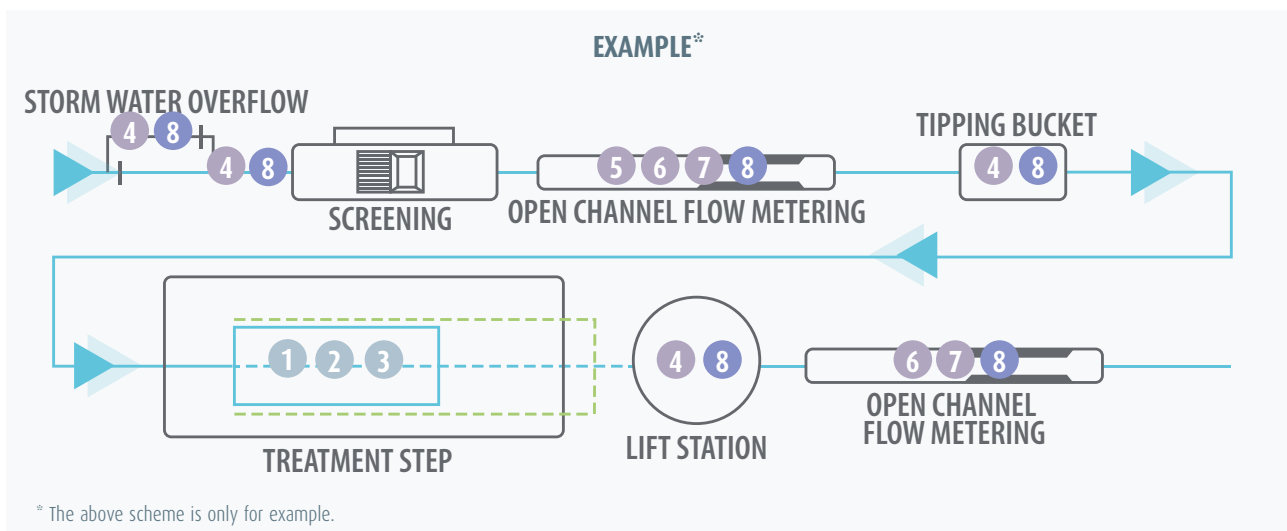 EXAMPLE*
STORM WATER OVERFLOW
4 8
4 8
SCREENING
5 6 7 8
OPEN CHANNEL FLOW METERING
TIPPING BUCKET
4 8
1 2 3
TREATMENT STEP
4 8
LIFT STATION
6 7 8
OPEN CHANNEL
FLOW METERING
* The above scheme is only for example.